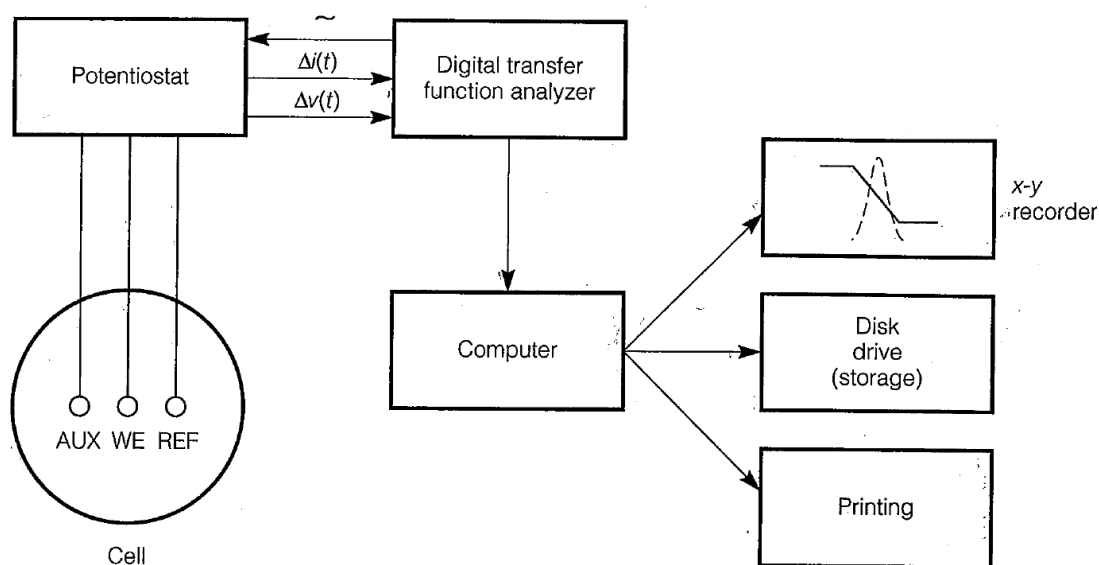 ~
Potentiostat
Δi(t)
Δv(t)
Digital transfer
function analyzer
x-y
recorder
Computer
Disk
drive
(storage)
AUX WE REF
Printing
Cell